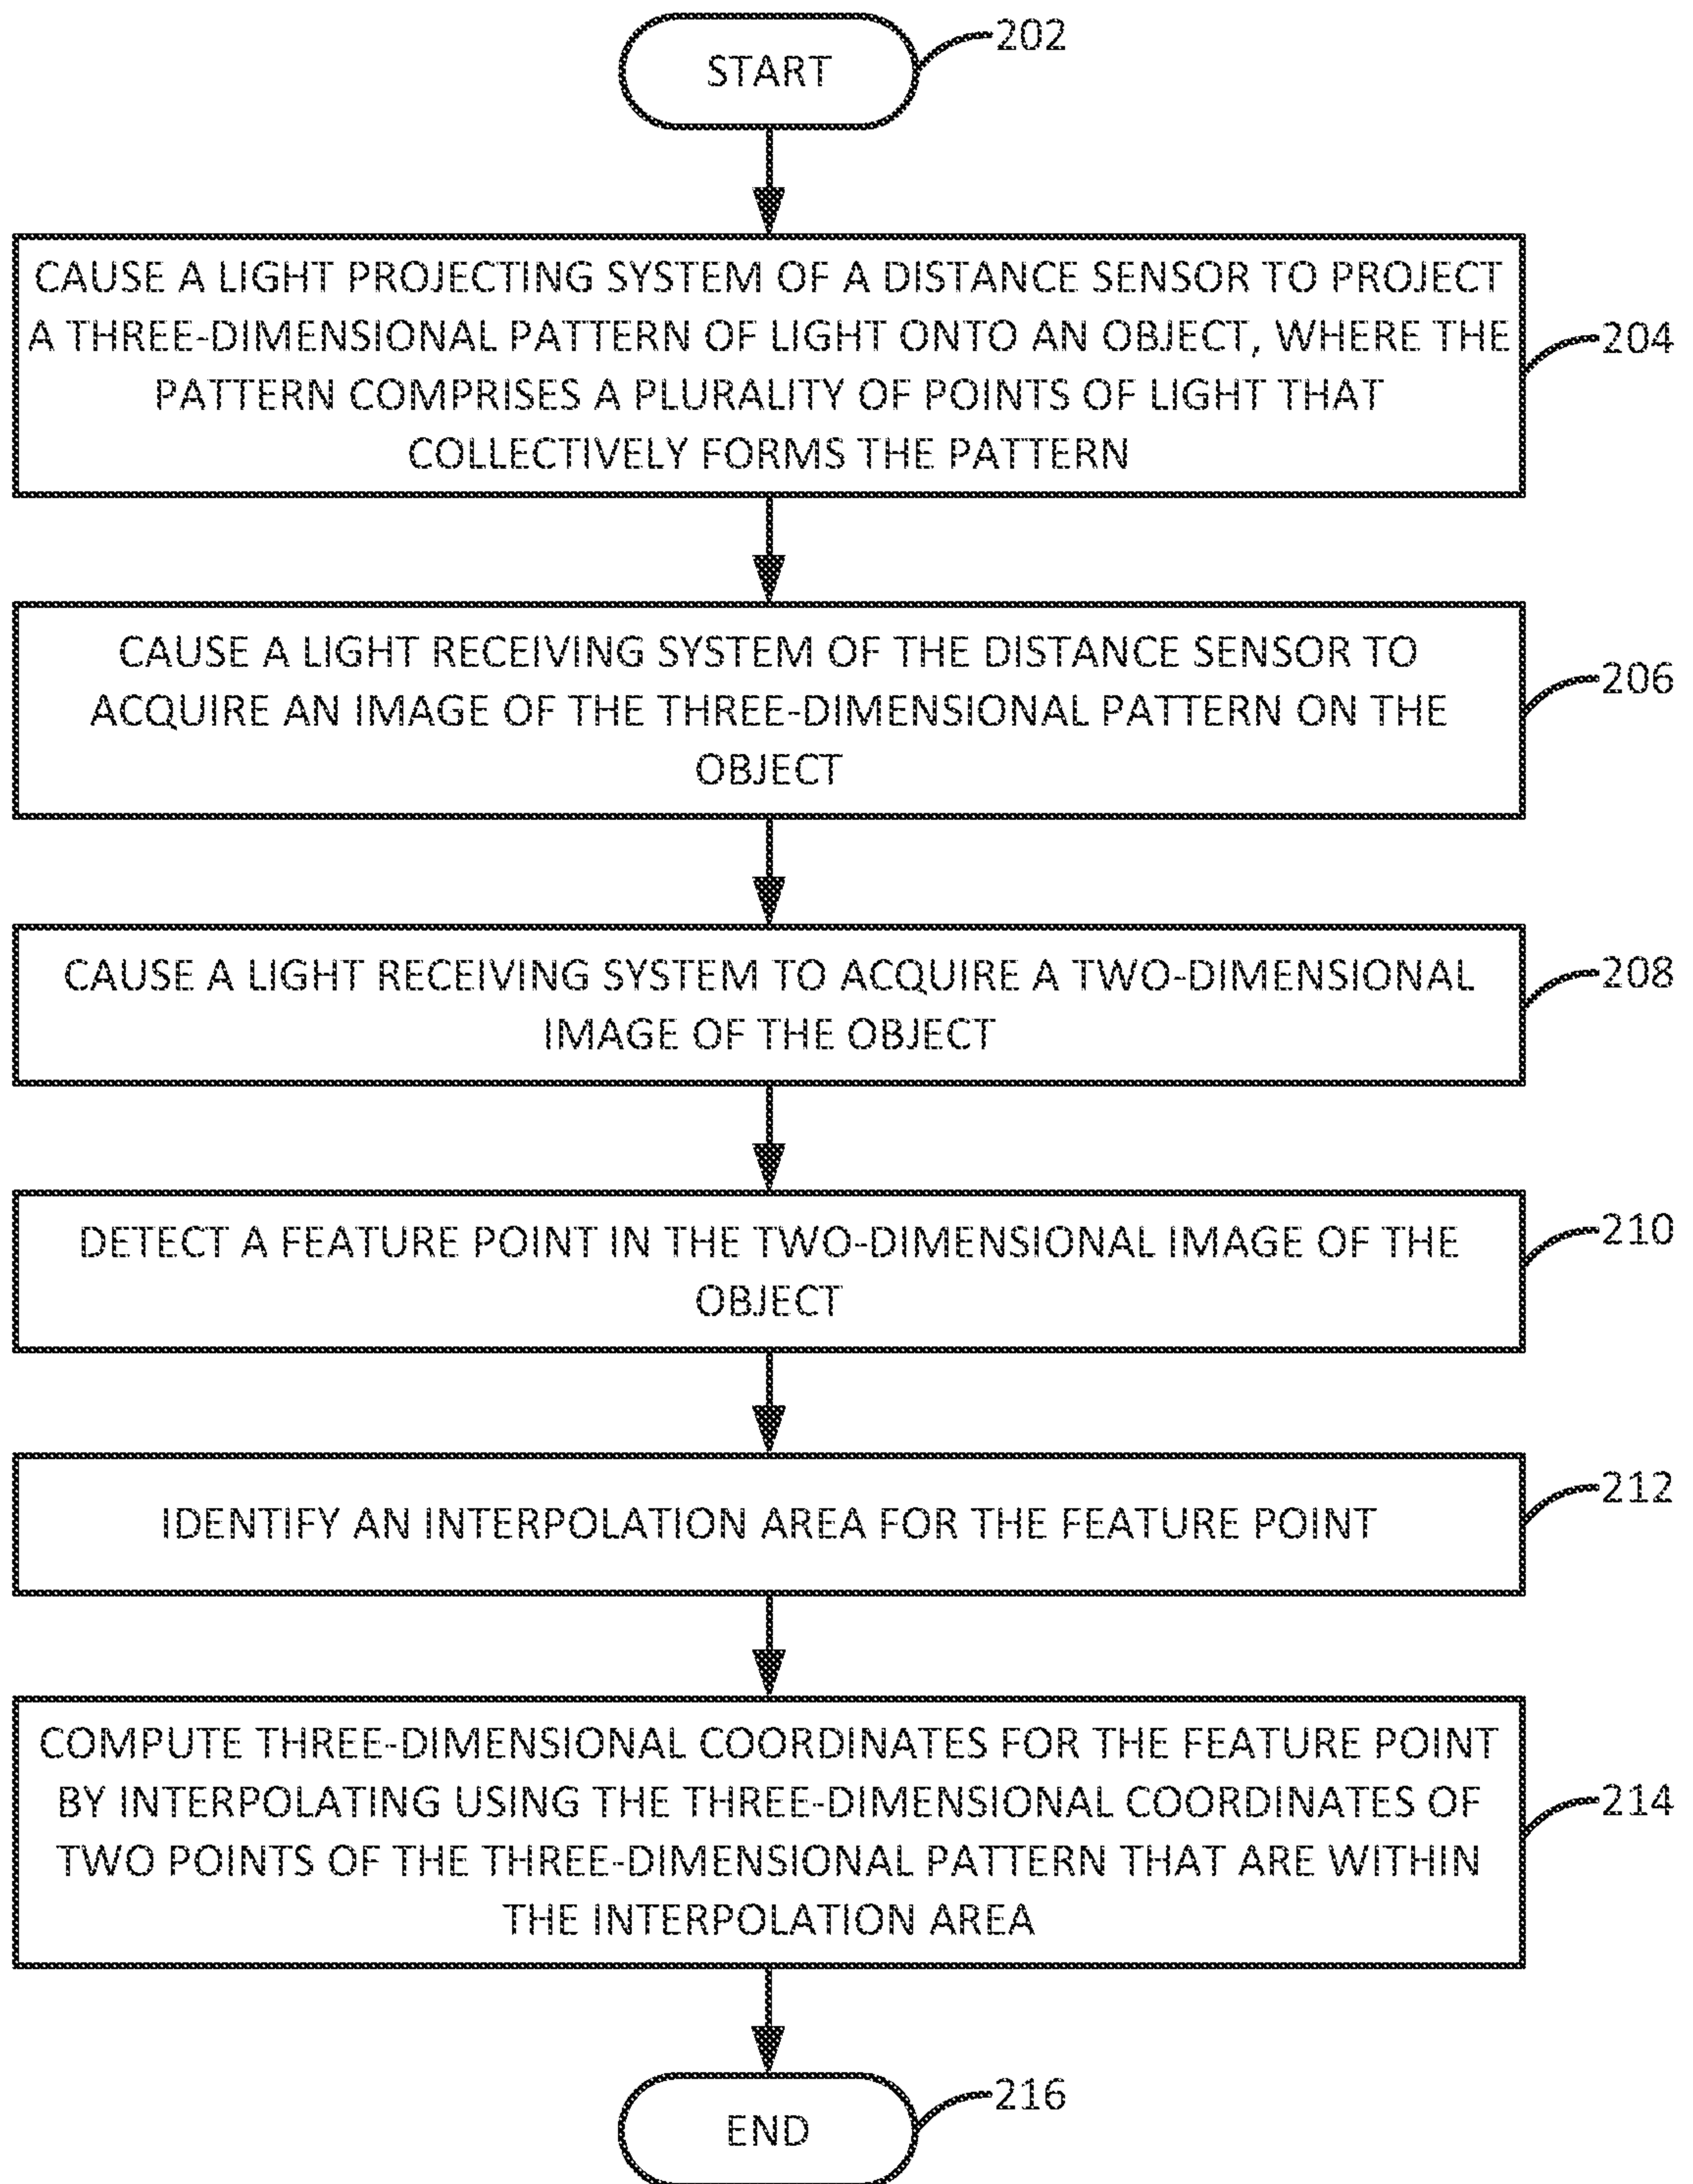 START
202
CAUSE A LIGHT PROJECTING SYSTEM OF A DISTANCE SENSOR TO PROJECT
A THREE-DIMENSIONAL PATTERN OF LIGHT ONTO AN OBJECT, WHERE THE
PATTERN COMPRISES A PLURALITY OF POINTS OF LIGHT THAT
COLLECTIVELY FORMS THE PATTERN
204
CAUSE A LIGHT RECEIVING SYSTEM OF THE DISTANCE SENSOR TO
ACQUIRE AN IMAGE OF THE THREE-DIMENSIONAL PATTERN ON THE
OBJECT
206
CAUSE A LIGHT RECEIVING SYSTEM TO ACQUIRE A TWO-DIMENSIONAL
IMAGE OF THE OBJECT
208
DETECT A FEATURE POINT IN THE TWO-DIMENSIONAL IMAGE OF THE
OBJECT
210
IDENTIFY AN INTERPOLATION AREA FOR THE FEATURE POINT
212
COMPUTE THREE-DIMENSIONAL COORDINATES FOR THE FEATURE POINT
BY INTERPOLATING USING THE THREE-DIMENSIONAL COORDINATES OF
TWO POINTS OF THE THREE-DIMENSIONAL PATTERN THAT ARE WITHIN
THE INTERPOLATION AREA
214
END
216